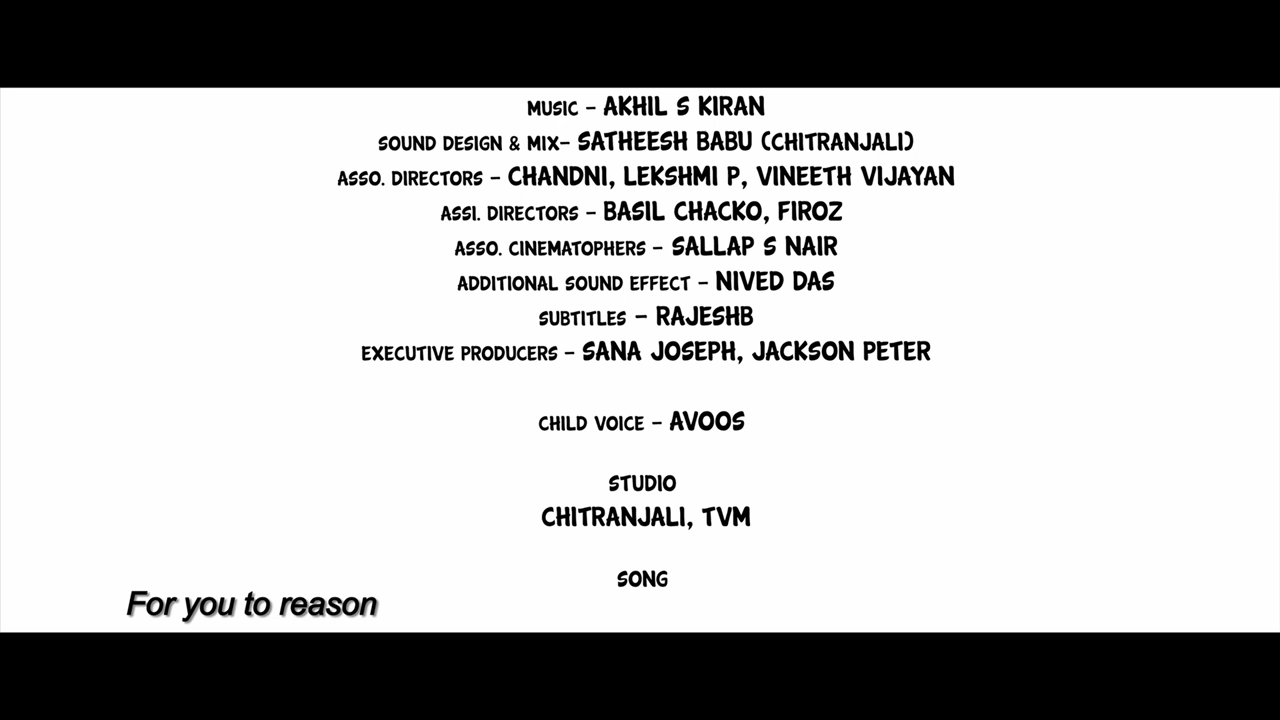 MUSIC - AKHIL S KIRAN
SOUND DESIGN & MIX- SATHEESH BABU (CHITRANJALI)
ASSO. DIRECTORS - CHANDNI, LEKSHMI P, VINEETH VIJAYAN
ASSI. DIRECTORS - BASIL CHACKO, FIROZ
ASSO. CINEMATOPHERS - SALLAP S NAIR
ADDITIONAL SOUND EFFECT - NIVED DAS
SUBTITLES - RAJESHB
EXECUTIVE PRODUCERS - SANA JOSEPH, JACKSON PETER
CHILD VOICE - AVOOS
STUDIO
CHITRANJALI, TVM
SONG
For you to reason